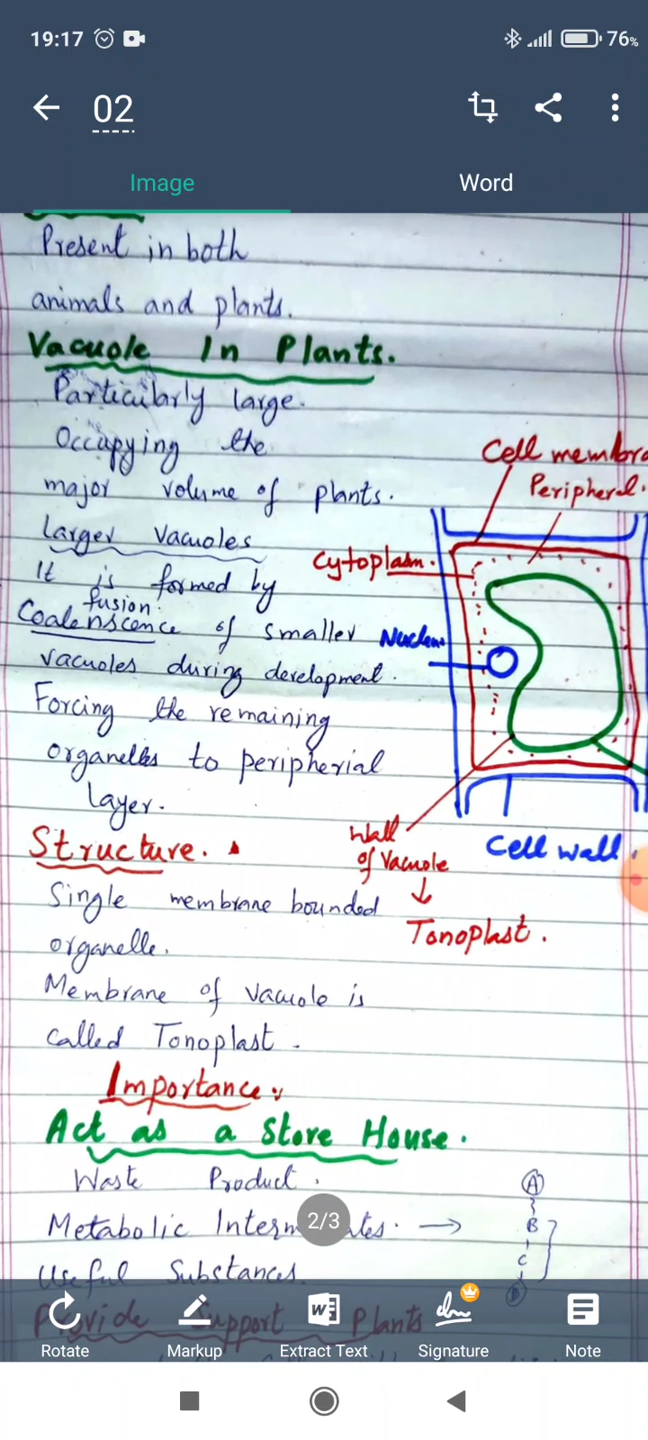 19:17
76%
02
Image
Word
Present in both
animals and plants.
Vacuole In Plants.
Particularly large.
Occupying the
major volume of plants.
Larger Vacuoles
It is formed by
fusion.
Coalenscence of smaller
vacuoles during development.
Forcing the remaining
organelles to peripherial
layer.
Cell membra
Peripheral.
Cytoplasm.
Wall
of Vacuole
↓
Tonoplast.
Cell wall.
Structure.
Single membrane bounded
organelle.
Membrane of vacuole is
called Tonoplast.
Importance:
Act as a Store House.
Waste Product.
Metabolic →
A
B
C
2/3
Useful Substances
Provide Support Plants
Rotate
Markup
Extract Text
Signature
Note